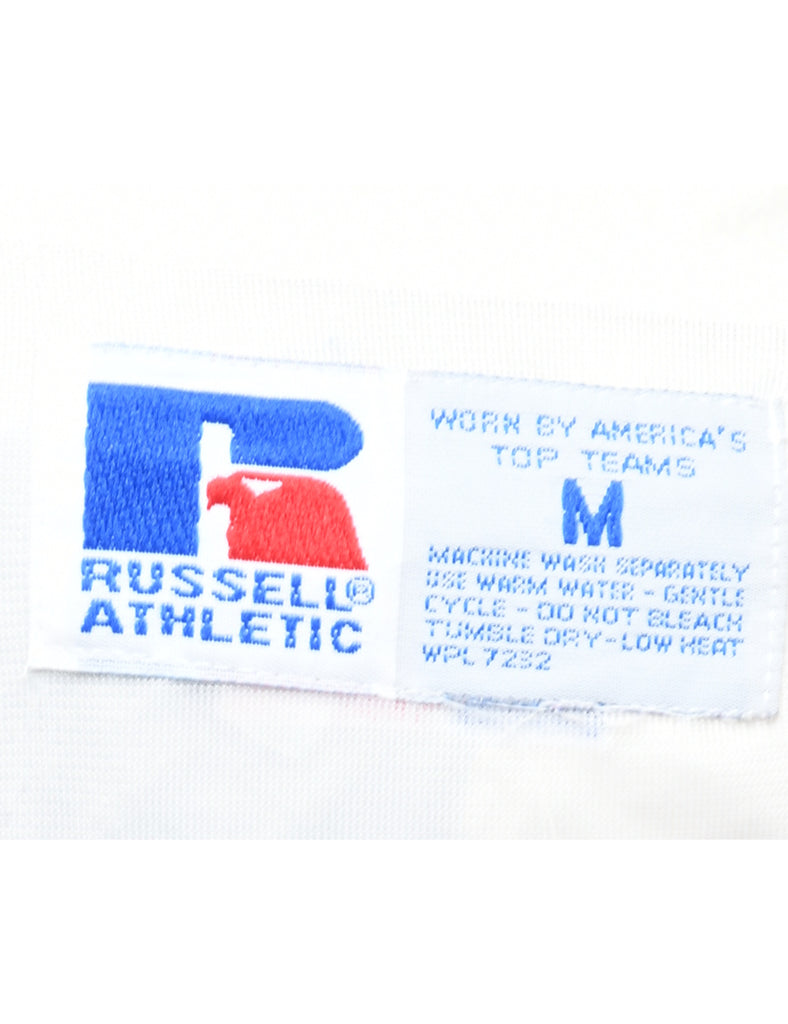 RUSSELL®
ATHLETIC
WORN BY AMERICA'S
TOP TEAMS
M
MACHINE WASH SEPARATELY
USE WARM WATER - GENTLE
CYCLE - DO NOT BLEACH
TUMBLE DRY - LOW HEAT
WPL 7232